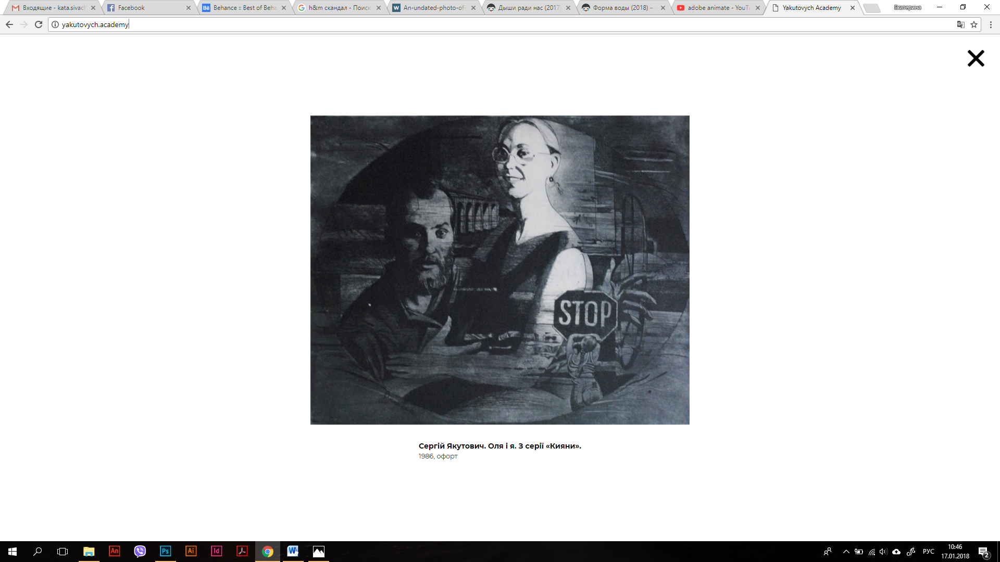 Входящие - kata.sivach
Facebook
Behance :: Best of Beha
h&m скандал - Поиск
An-undated-photo-of-
Дыши ради нас (2017)
Форма воды (2018) –
adobe animate - YouTu
Yakutovych Academy
Екатерина
yakutovych.academy
STOP
Сергій Якутович. Оля і я. З серії «Кияни».
1986, офорт
An
Ps
Ai
Id
РУС
10:46
17.01.2018
2